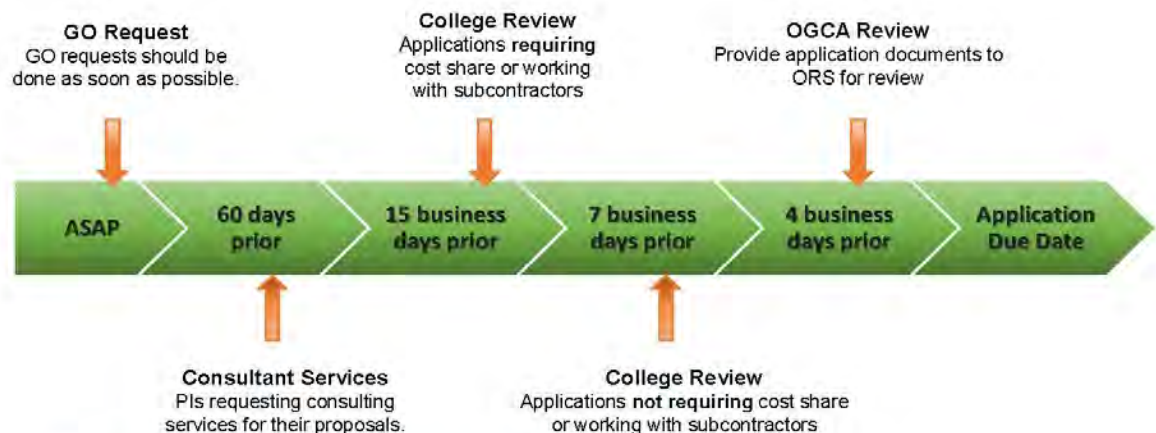 GO Request
GO requests should be
done as soon as possible.
College Review
Applications requiring
cost share or working
with subcontractors
OGCA Review
Provide application documents to
ORS for review
ASAP
60 days
prior
15 business
days prior
7 business
days prior
4 business
days prior
Application
Due Date
Consultant Services
PIs requesting consulting
services for their proposals.
College Review
Applications not requiring cost share
or working with subcontractors